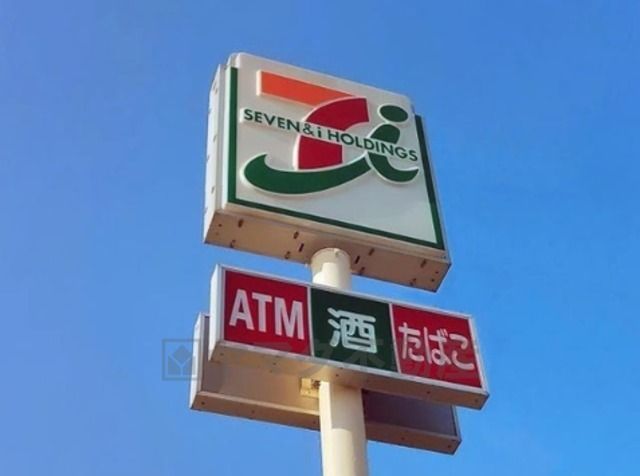 SEVEN&i HOLDINGS
ATM 酒 たばこ